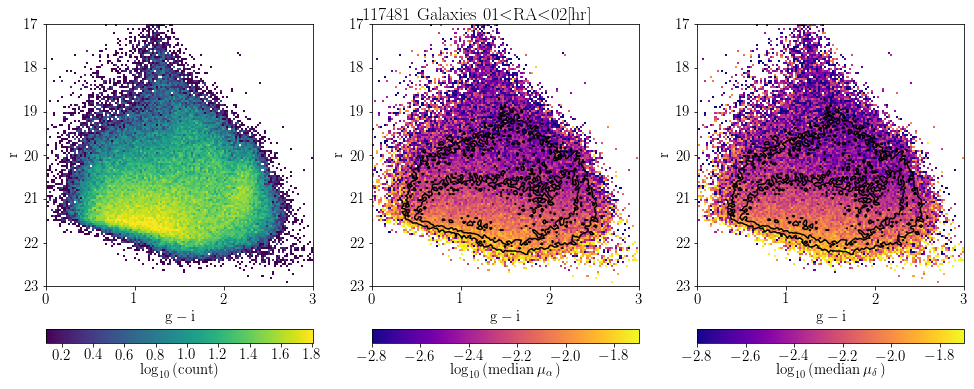 117481 Galaxies 01<RA<02[hr]
17
18
19
20
21
22
23
r
0 1 2 3
g − i
0.2 0.4 0.6 0.8 1.0 1.2 1.4 1.6 1.8
log₁₀(count)
17
18
19
20
21
22
23
r
0 1 2 3
g − i
−2.8 −2.6 −2.4 −2.2 −2.0 −1.8
log₁₀(median μ_α)
17
18
19
20
21
22
23
r
0 1 2 3
g − i
−2.8 −2.6 −2.4 −2.2 −2.0 −1.8
log₁₀(median μ_δ)